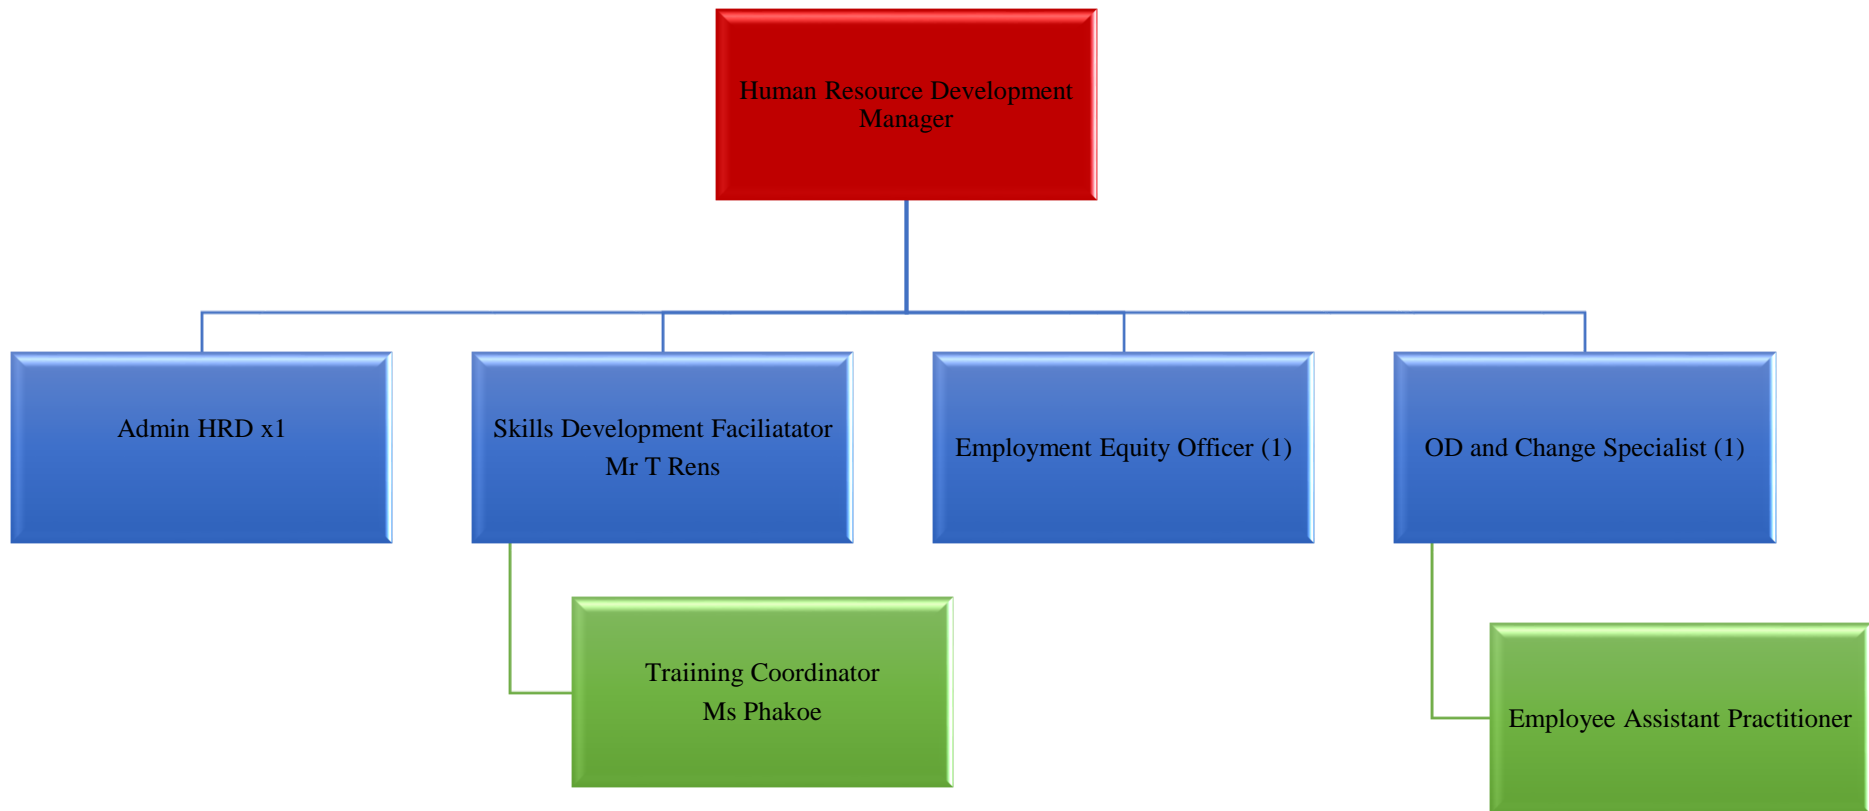 Human Resource Development
Manager
Admin HRD x1
Skills Development Faciliatator
Mr T Rens
Employment Equity Officer (1)
OD and Change Specialist (1)
Traiining Coordinator
Ms Phakoe
Employee Assistant Practitioner